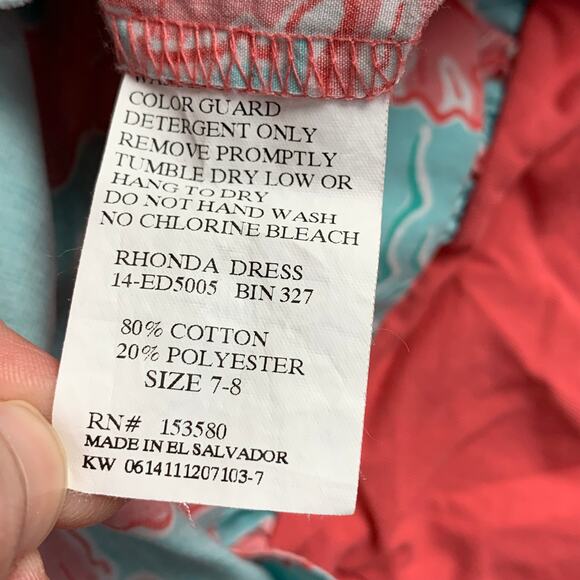 COLOR GUARD
DETERGENT ONLY
REMOVE PROMPTLY
TUMBLE DRY LOW OR
HANG TO DRY
DO NOT HAND WASH
NO CHLORINE BLEACH
RHONDA DRESS
14-ED5005 BIN 327
80% COTTON
20% POLYESTER
SIZE 7-8
RN# 153580
MADE IN EL SALVADOR
KW 0614111207103-7